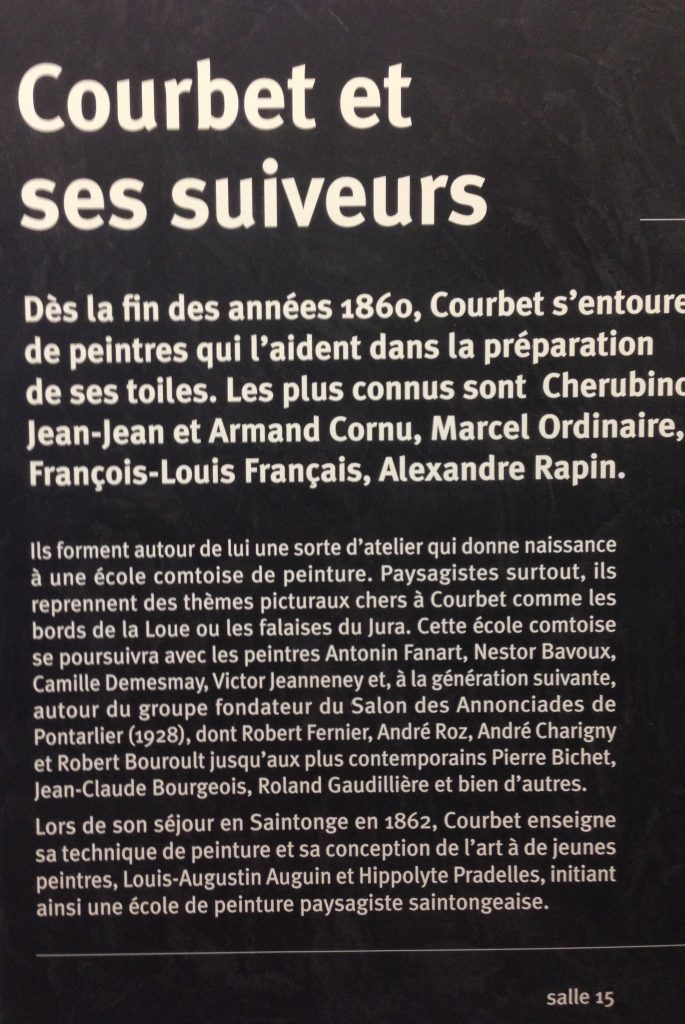 Courbet et
ses suiveurs
Dès la fin des années 1860, Courbet s'entoure
de peintres qui l'aident dans la préparation
de ses toiles. Les plus connus sont Cherubino
Jean-Jean et Armand Cornu, Marcel Ordinaire,
François-Louis Français, Alexandre Rapin.
Ils forment autour de lui une sorte d'atelier qui donne naissance
à une école comtoise de peinture. Paysagistes surtout, ils
reprennent des thèmes picturaux chers à Courbet comme les
bords de la Loue ou les falaises du Jura. Cette école comtoise
se poursuivra avec les peintres Antonin Fanart, Nestor Bavoux,
Camille Demesmay, Victor Jeanneney et, à la génération suivante,
autour du groupe fondateur du Salon des Annonciades de
Pontarlier (1928), dont Robert Fernier, André Roz, André Charigny
et Robert Bouroult jusqu'aux plus contemporains Pierre Bichet,
Jean-Claude Bourgeois, Roland Gaudillière et bien d'autres.
Lors de son séjour en Saintonge en 1862, Courbet enseigne
sa technique de peinture et sa conception de l'art à de jeunes
peintres, Louis-Augustin Auguin et Hippolyte Pradelles, initiant
ainsi une école de peinture paysagiste saintongeaise.
salle 15